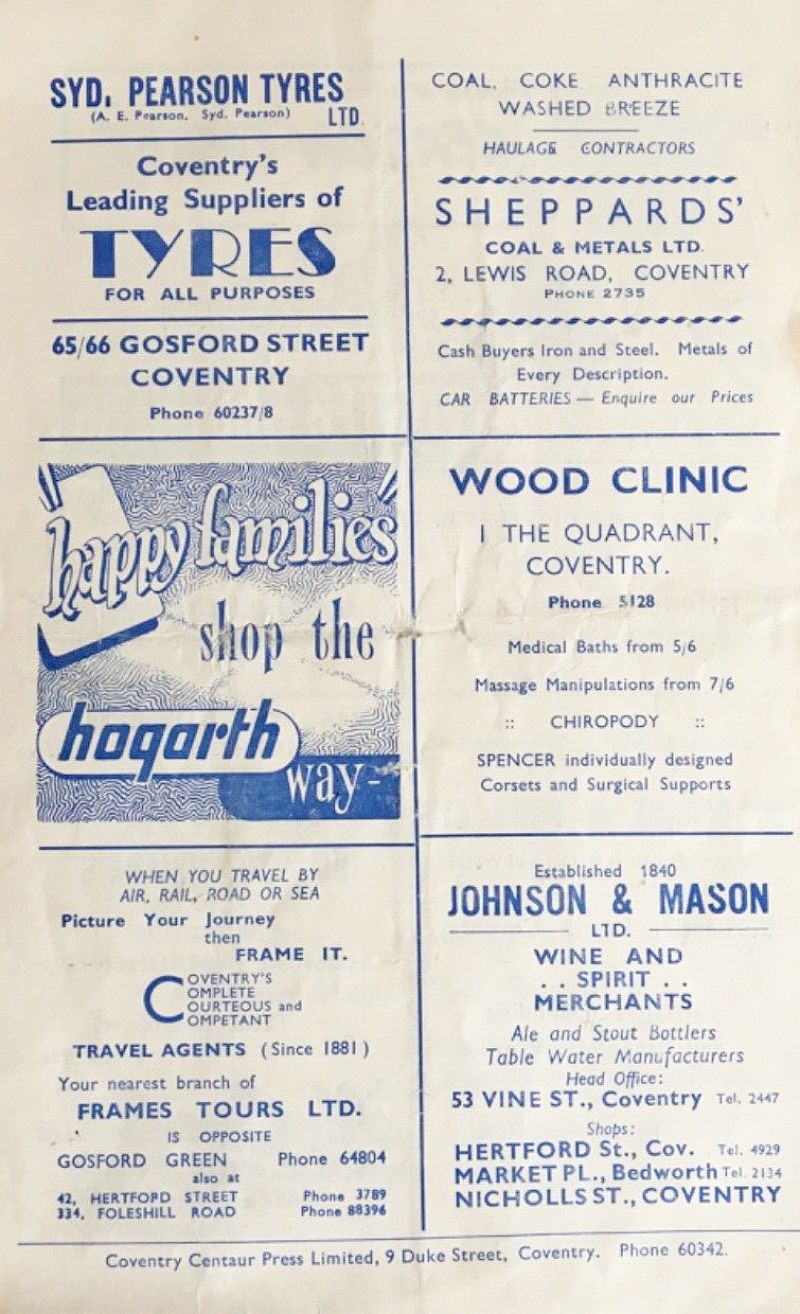 SYD. PEARSON TYRES
(A. E. Pearson, Syd. Pearson) LTD.
Coventry's
Leading Suppliers of
TYRES
FOR ALL PURPOSES
65/66 GOSFORD STREET
COVENTRY
Phone 60237/8
COAL, COKE ANTHRACITE
WASHED BREEZE
HAULAGE CONTRACTORS
SHEPPARDS'
COAL & METALS LTD.
2, LEWIS ROAD, COVENTRY
PHONE 2735
Cash Buyers Iron and Steel. Metals of
Every Description.
CAR BATTERIES — Enquire our Prices
happy families
shop the
hogarth
way-
WOOD CLINIC
1 THE QUADRANT,
COVENTRY.
Phone 5128
Medical Baths from 5/6
Massage Manipulations from 7/6
:: CHIROPODY ::
SPENCER individually designed
Corsets and Surgical Supports
WHEN YOU TRAVEL BY
AIR, RAIL, ROAD OR SEA
Picture Your Journey
then
FRAME IT.
COVENTRY'S
OMPLETE
OURTEOUS and
OMPETANT
TRAVEL AGENTS (Since 1881)
Your nearest branch of
FRAMES TOURS LTD.
IS OPPOSITE
GOSFORD GREEN Phone 64804
also at
42, HERTFORD STREET Phone 3789
334, FOLESHILL ROAD Phone 88396
Established 1840
JOHNSON & MASON
LTD.
WINE AND
. . SPIRIT . .
MERCHANTS
Ale and Stout Bottlers
Table Water Manufacturers
Head Office:
53 VINE ST., Coventry Tel. 2447
Shops:
HERTFORD St., Cov. Tel. 4929
MARKET PL., Bedworth Tel. 2134
NICHOLLS ST., COVENTRY
Coventry Centaur Press Limited, 9 Duke Street, Coventry. Phone 60342.